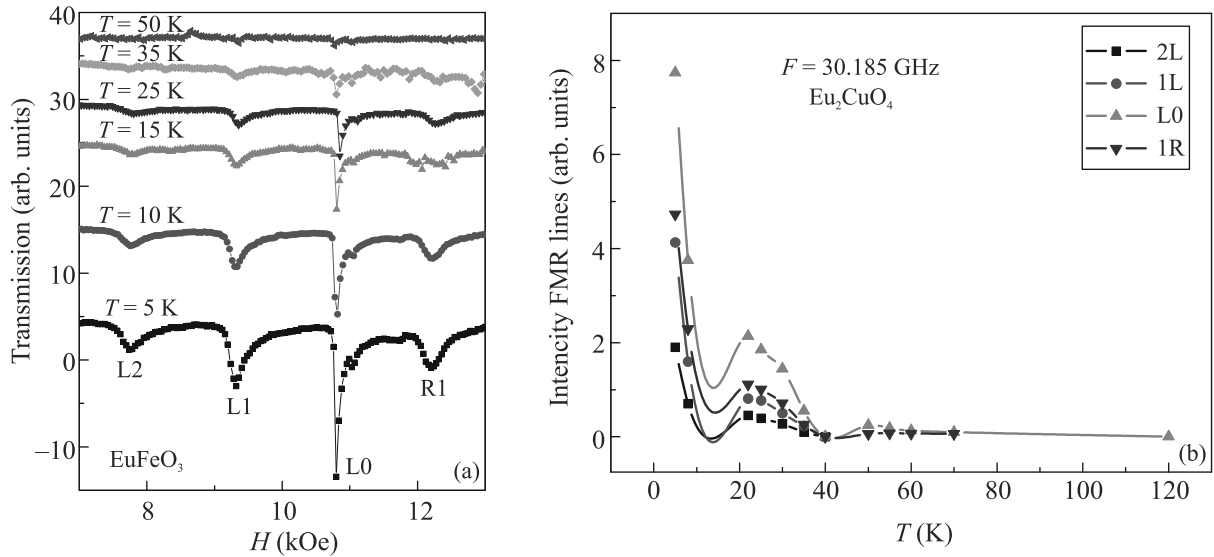 40
30
20
10
0
−10
8
10
12
Transmission (arb. units)
H (kOe)
T = 50 K
T = 35 K
T = 25 K
T = 15 K
T = 10 K
T = 5 K
L2
L1
L0
R1
EuFeO₃
(a)
8
6
4
2
0
0
20
40
60
80
100
120
Intencity FMR lines (arb. units)
T (K)
F = 30.185 GHz
Eu₂CuO₄
2L
1L
L0
1R
(b)